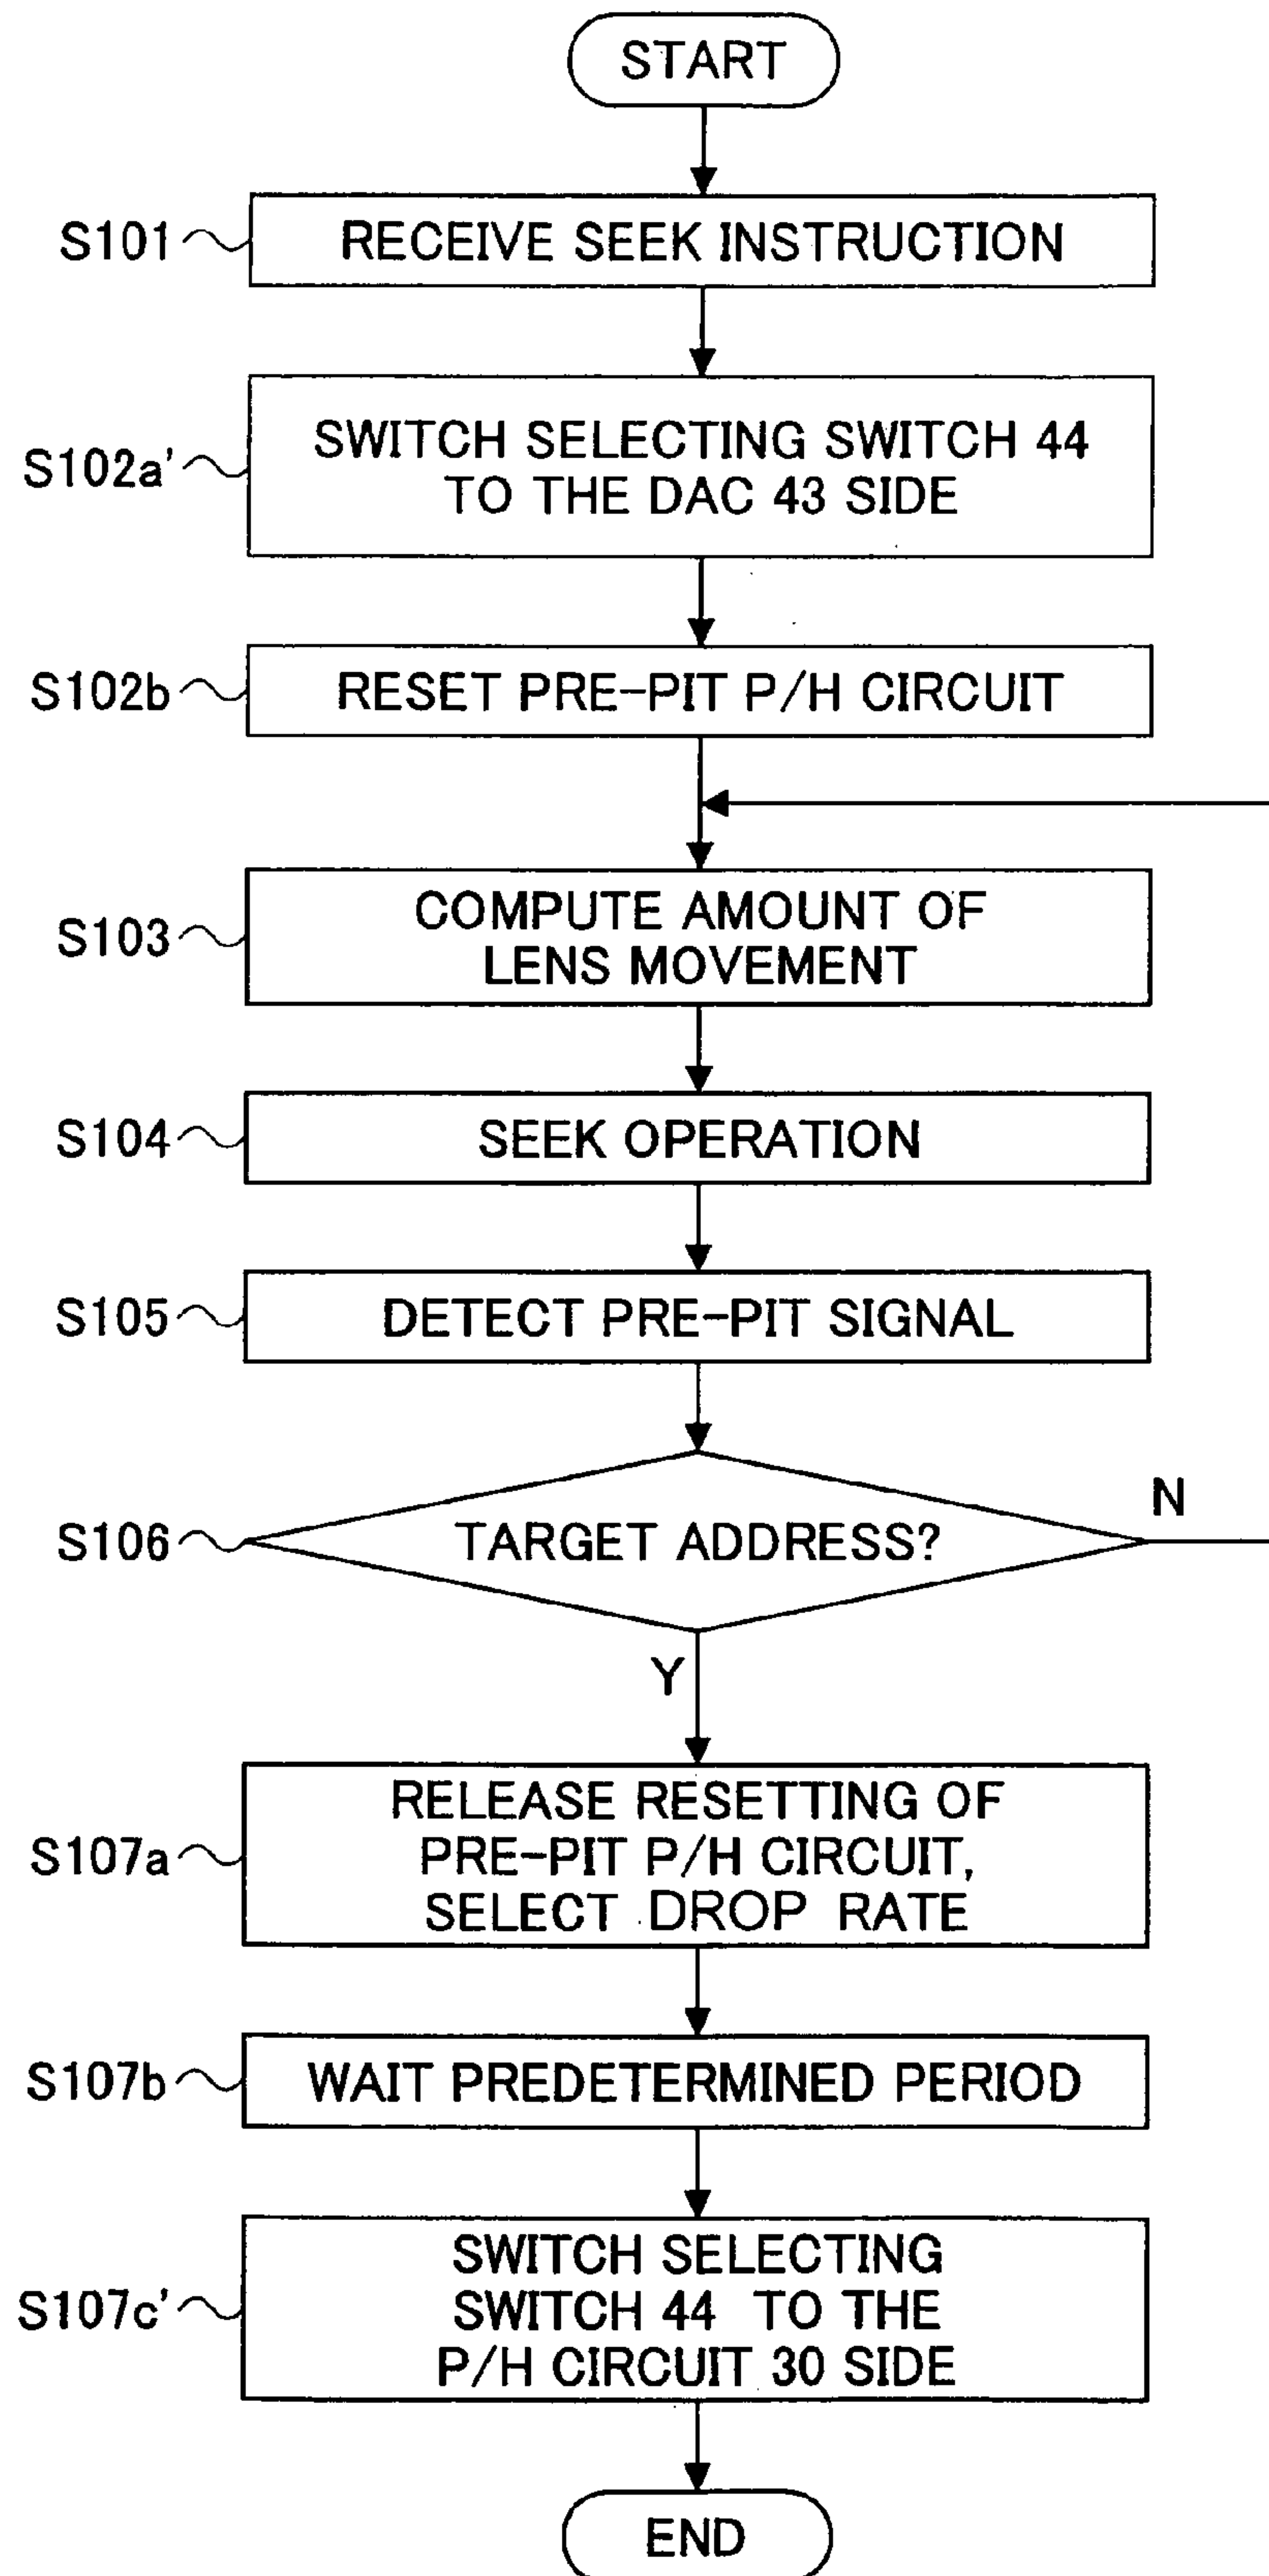 START
S101
RECEIVE SEEK INSTRUCTION
S102a'
SWITCH SELECTING SWITCH 44
TO THE DAC 43 SIDE
S102b
RESET PRE-PIT P/H CIRCUIT
S103
COMPUTE AMOUNT OF
LENS MOVEMENT
S104
SEEK OPERATION
S105
DETECT PRE-PIT SIGNAL
S106
TARGET ADDRESS?
N
Y
S107a
RELEASE RESETTING OF
PRE-PIT P/H CIRCUIT,
SELECT DROP RATE
S107b
WAIT PREDETERMINED PERIOD
S107c'
SWITCH SELECTING
SWITCH 44 TO THE
P/H CIRCUIT 30 SIDE
END